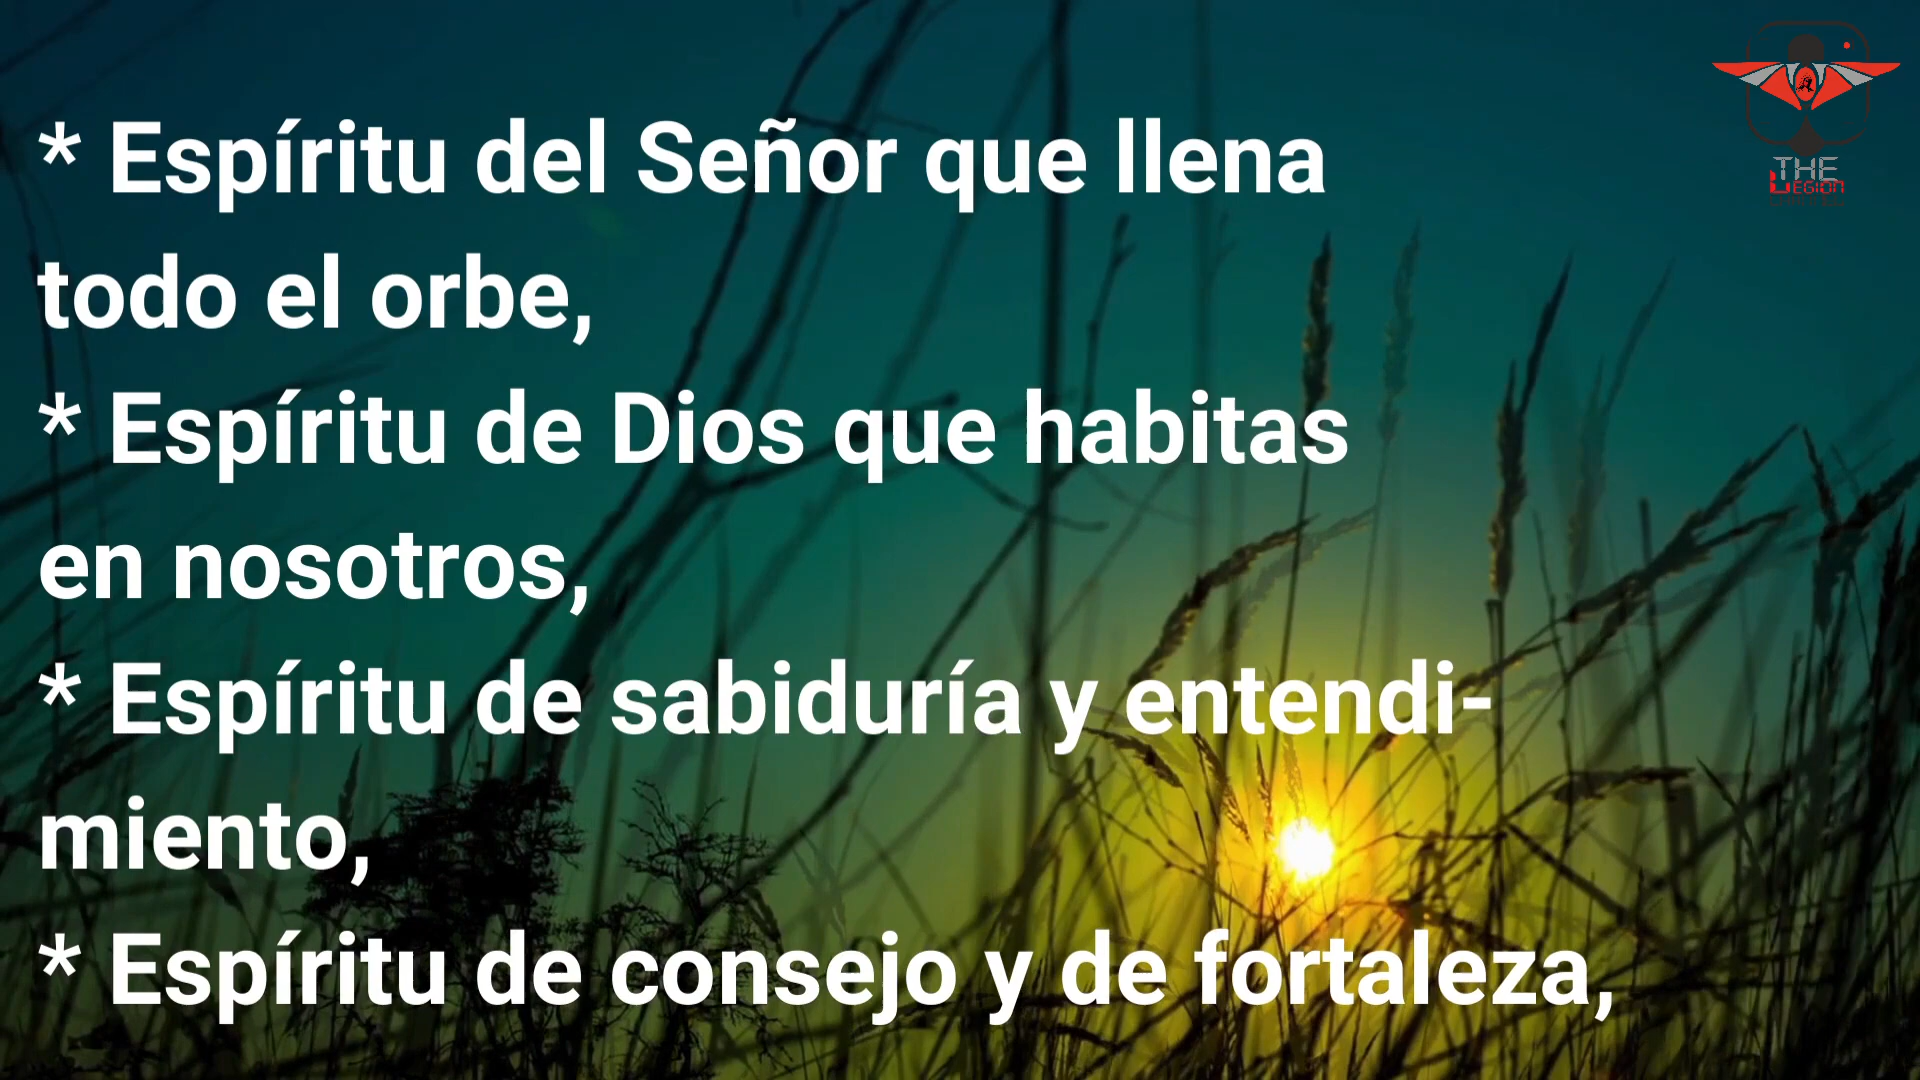 * Espíritu del Señor que llena
todo el orbe,
* Espíritu de Dios que habitas
en nosotros,
* Espíritu de sabiduría y entendi-
miento,
* Espíritu de consejo y de fortaleza,
THE
LEGION